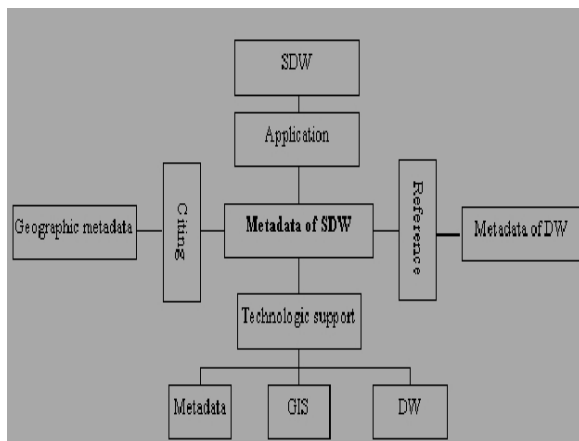 SDW
Application
Geographic metadata
Citing
Metadata of SDW
Reference
Metadata of DW
Technologic support
Metadata
GIS
DW